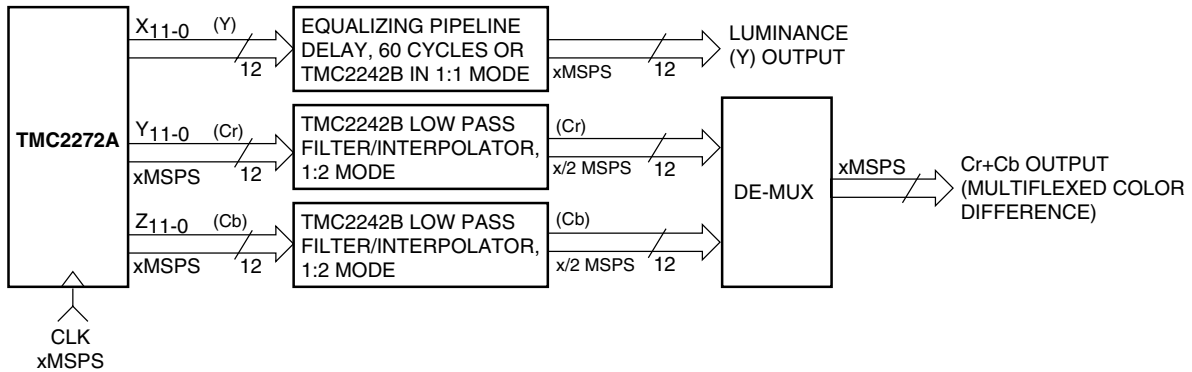 TMC2272A
X11-0 (Y)
12
EQUALIZING PIPELINE
DELAY, 60 CYCLES OR
TMC2242B IN 1:1 MODE
xMSPS 12
LUMINANCE
(Y) OUTPUT
Y11-0 (Cr)
xMSPS 12
TMC2242B LOW PASS
FILTER/INTERPOLATOR,
1:2 MODE
(Cr)
x/2 MSPS 12
Z11-0 (Cb)
xMSPS 12
TMC2242B LOW PASS
FILTER/INTERPOLATOR,
1:2 MODE
(Cb)
x/2 MSPS 12
DE-MUX
xMSPS
Cr+Cb OUTPUT
(MULTIFLEXED COLOR
DIFFERENCE)
CLK
xMSPS